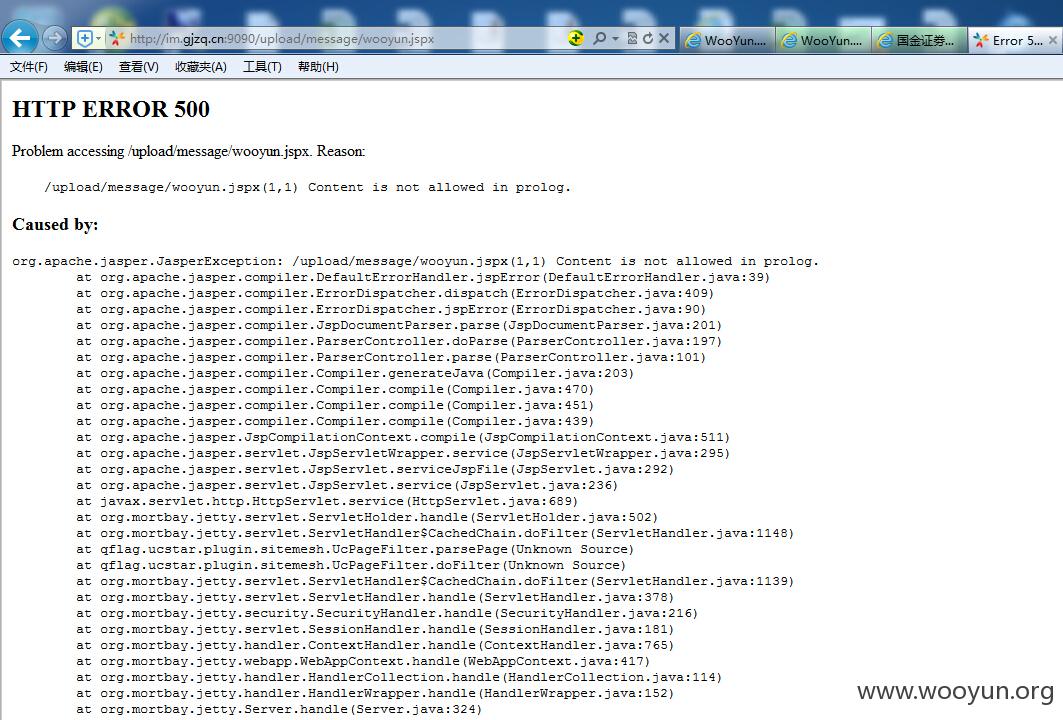 http://im.gjzq.cn:9090/upload/message/wooyun.jspx
WooYun....
WooYun....
国金证券...
Error 5...
文件(F) 编辑(E) 查看(V) 收藏夹(A) 工具(T) 帮助(H)
HTTP ERROR 500
Problem accessing /upload/message/wooyun.jspx. Reason:
/upload/message/wooyun.jspx(1,1) Content is not allowed in prolog.
Caused by:
org.apache.jasper.JasperException: /upload/message/wooyun.jspx(1,1) Content is not allowed in prolog.
at org.apache.jasper.compiler.DefaultErrorHandler.jspError(DefaultErrorHandler.java:39)
at org.apache.jasper.compiler.ErrorDispatcher.dispatch(ErrorDispatcher.java:409)
at org.apache.jasper.compiler.ErrorDispatcher.jspError(ErrorDispatcher.java:90)
at org.apache.jasper.compiler.JspDocumentParser.parse(JspDocumentParser.java:201)
at org.apache.jasper.compiler.ParserController.doParse(ParserController.java:197)
at org.apache.jasper.compiler.ParserController.parse(ParserController.java:101)
at org.apache.jasper.compiler.Compiler.generateJava(Compiler.java:203)
at org.apache.jasper.compiler.Compiler.compile(Compiler.java:470)
at org.apache.jasper.compiler.Compiler.compile(Compiler.java:451)
at org.apache.jasper.compiler.Compiler.compile(Compiler.java:439)
at org.apache.jasper.JspCompilationContext.compile(JspCompilationContext.java:511)
at org.apache.jasper.servlet.JspServletWrapper.service(JspServletWrapper.java:295)
at org.apache.jasper.servlet.JspServlet.serviceJspFile(JspServlet.java:292)
at org.apache.jasper.servlet.JspServlet.service(JspServlet.java:236)
at javax.servlet.http.HttpServlet.service(HttpServlet.java:689)
at org.mortbay.jetty.servlet.ServletHolder.handle(ServletHolder.java:502)
at org.mortbay.jetty.servlet.ServletHandler$CachedChain.doFilter(ServletHandler.java:1148)
at qflag.ucstar.plugin.sitemesh.UcPageFilter.parsePage(Unknown Source)
at qflag.ucstar.plugin.sitemesh.UcPageFilter.doFilter(Unknown Source)
at org.mortbay.jetty.servlet.ServletHandler$CachedChain.doFilter(ServletHandler.java:1139)
at org.mortbay.jetty.servlet.ServletHandler.handle(ServletHandler.java:378)
at org.mortbay.jetty.security.SecurityHandler.handle(SecurityHandler.java:216)
at org.mortbay.jetty.servlet.SessionHandler.handle(SessionHandler.java:181)
at org.mortbay.jetty.handler.ContextHandler.handle(ContextHandler.java:765)
at org.mortbay.jetty.webapp.WebAppContext.handle(WebAppContext.java:417)
at org.mortbay.jetty.handler.HandlerCollection.handle(HandlerCollection.java:114)
at org.mortbay.jetty.handler.HandlerWrapper.handle(HandlerWrapper.java:152)
at org.mortbay.jetty.Server.handle(Server.java:324)
www.wooyun.org